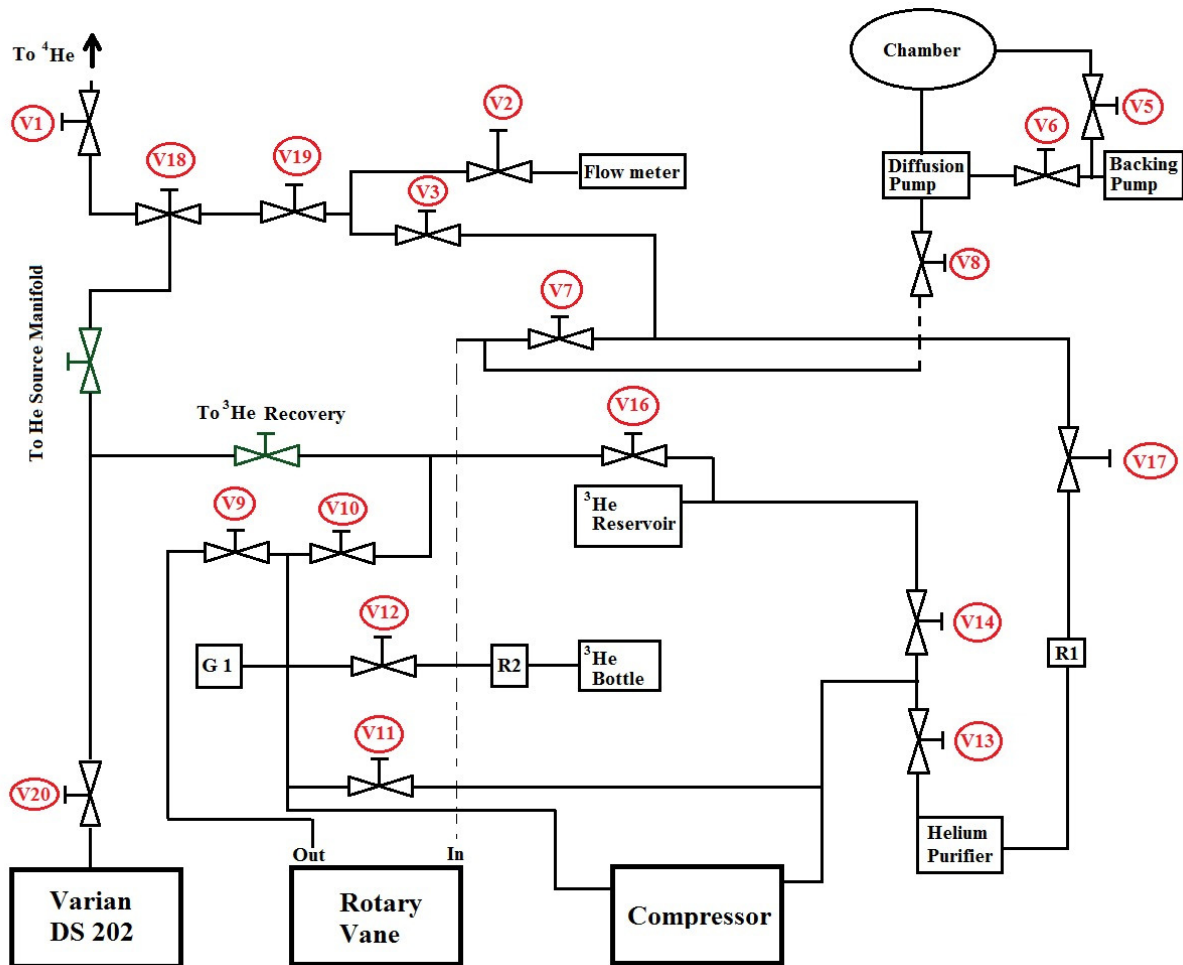 To ⁴He
Chamber
V1
V2
V5
V6
V18
V19
Flow meter
Diffusion
Pump
Backing
Pump
V3
V8
V7
To He Source Manifold
To ³He Recovery
V16
V17
³He
Reservoir
V9
V10
V12
V14
G 1
R2
³He
Bottle
R1
V11
V13
V20
Out
In
Helium
Purifier
Varian
DS 202
Rotary
Vane
Compressor